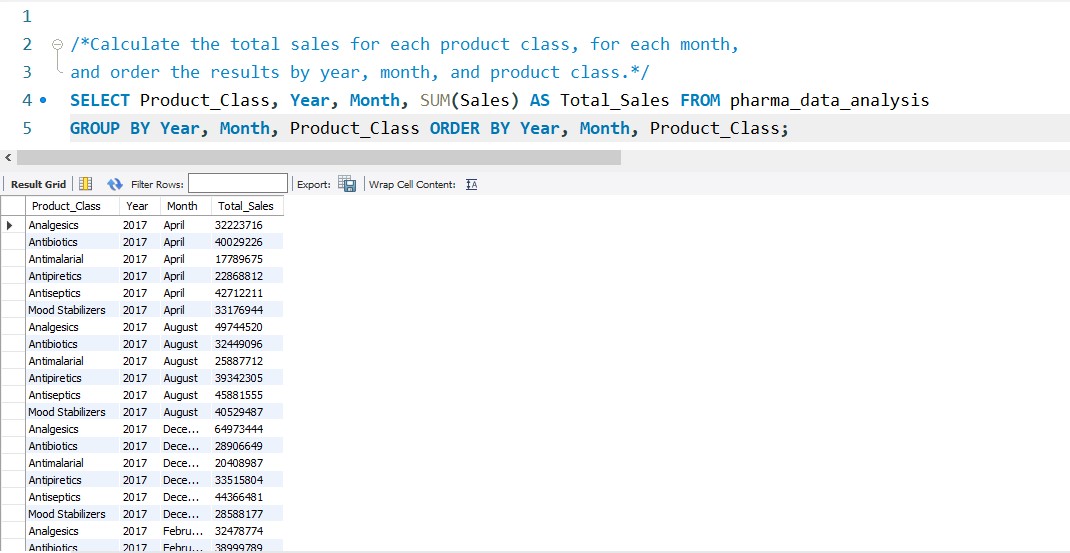 1
2 /*Calculate the total sales for each product class, for each month,
3 and order the results by year, month, and product class.*/
4 SELECT Product_Class, Year, Month, SUM(Sales) AS Total_Sales FROM pharma_data_analysis
5 GROUP BY Year, Month, Product_Class ORDER BY Year, Month, Product_Class;
Result Grid Filter Rows: Export: Wrap Cell Content:
Product_Class Year Month Total_Sales
Analgesics 2017 April 32223716
Antibiotics 2017 April 40029226
Antimalarial 2017 April 17789675
Antipiretics 2017 April 22868812
Antiseptics 2017 April 42712211
Mood Stabilizers 2017 April 33176944
Analgesics 2017 August 49744520
Antibiotics 2017 August 32449096
Antimalarial 2017 August 25887712
Antipiretics 2017 August 39342305
Antiseptics 2017 August 45881555
Mood Stabilizers 2017 August 40529487
Analgesics 2017 Dece... 64973444
Antibiotics 2017 Dece... 28906649
Antimalarial 2017 Dece... 20408987
Antipiretics 2017 Dece... 33515804
Antiseptics 2017 Dece... 44366481
Mood Stabilizers 2017 Dece... 28588177
Analgesics 2017 Febru... 32478774
Antibiotics 2017 Febru... 38999789